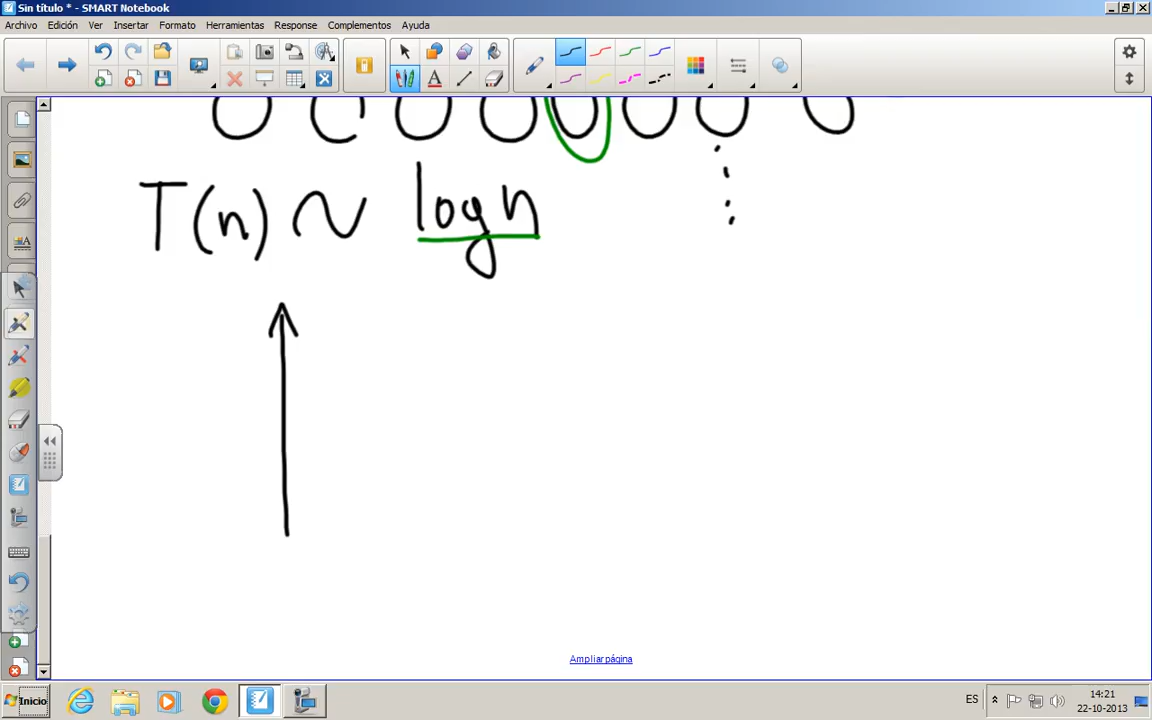 Sin título * - SMART Notebook
Archivo Edición Ver Insertar Formato Herramientas Response Complementos Ayuda
T(n) ~ log n
Ampliar página
Inicio
ES
14:21
22-10-2013